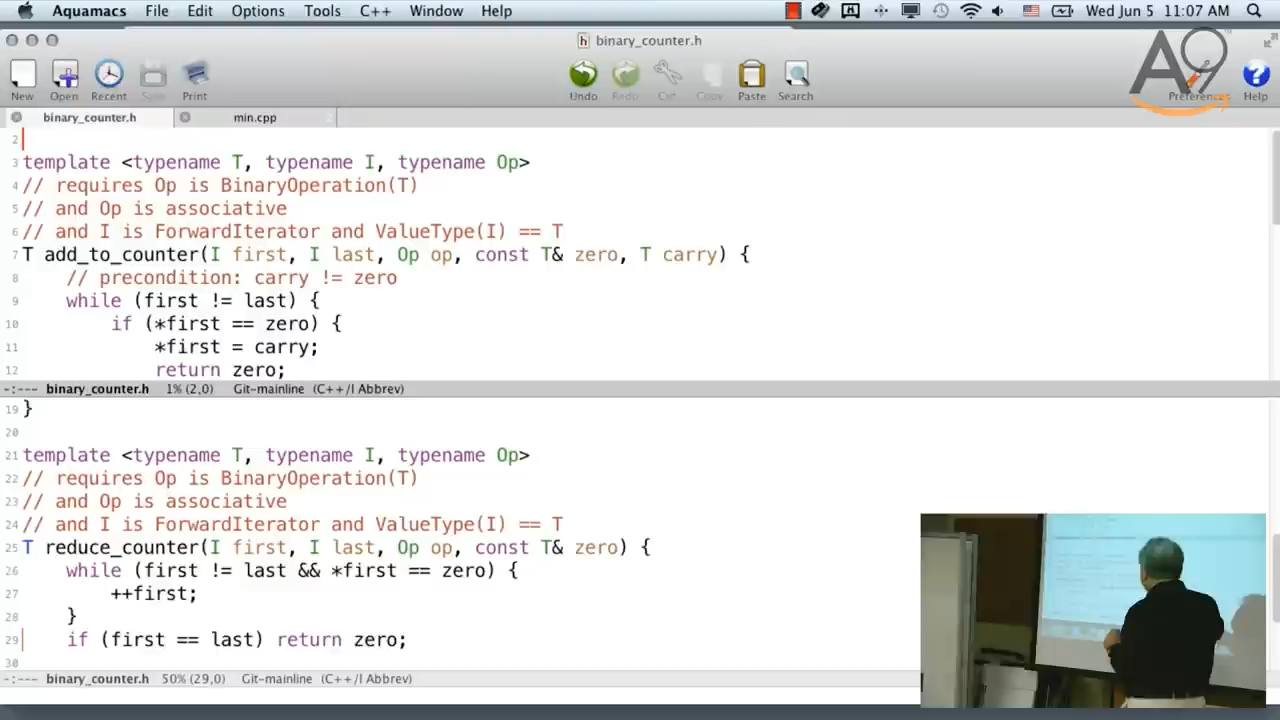 Aquamacs File Edit Options Tools C++ Window Help Wed Jun 5 11:07 AM
binary_counter.h
A9
New Open Recent Save Print Undo Redo Cut Copy Paste Search Preferences Help
binary_counter.h min.cpp 2
2
3 template <typename T, typename I, typename Op>
4 // requires Op is BinaryOperation(T)
5 // and Op is associative
6 // and I is ForwardIterator and ValueType(I) == T
7 T add_to_counter(I first, I last, Op op, const T& zero, T carry) {
8 // precondition: carry != zero
9 while (first != last) {
10 if (*first == zero) {
11 *first = carry;
12 return zero;
-:--- binary_counter.h 1% (2,0) Git-mainline (C++/l Abbrev)
19 }
20
21 template <typename T, typename I, typename Op>
22 // requires Op is BinaryOperation(T)
23 // and Op is associative
24 // and I is ForwardIterator and ValueType(I) == T
25 T reduce_counter(I first, I last, Op op, const T& zero) {
26 while (first != last && *first == zero) {
27 ++first;
28 }
29 if (first == last) return zero;
30
-:--- binary_counter.h 50% (29,0) Git-mainline (C++/l Abbrev)